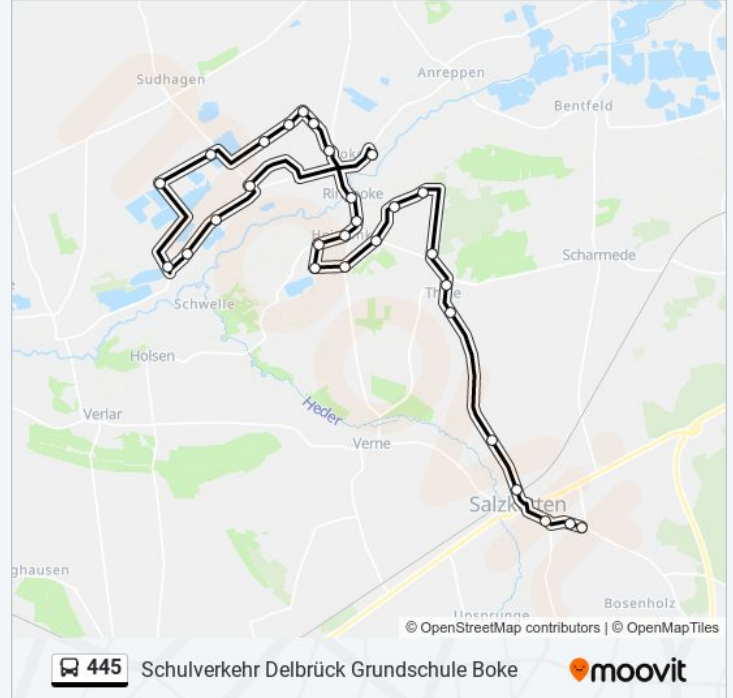 Sudhagen
Anreppen
Bentfeld
Scharmede
Schwelle
Holsen
Heder
Verlar
Verne
Bosenholz
Unsprunge
© OpenStreetMap contributors | © OpenMapTiles
445 Schulverkehr Delbrück Grundschule Boke moovit